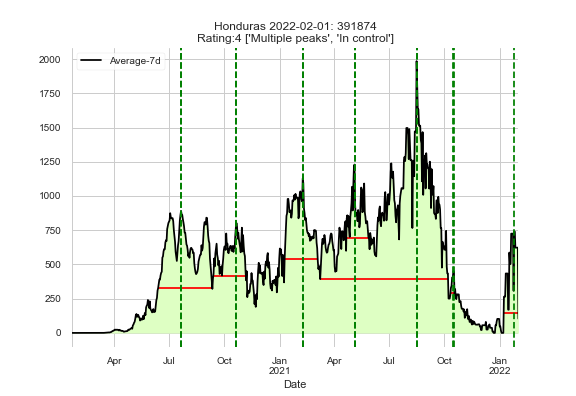 Honduras 2022-02-01: 391874
Rating:4 ['Multiple peaks', 'In control']
Average-7d
2000
1750
1500
1250
1000
750
500
250
0
Apr
Jul
Oct
Jan
2021
Apr
Jul
Oct
Jan
2022
Date